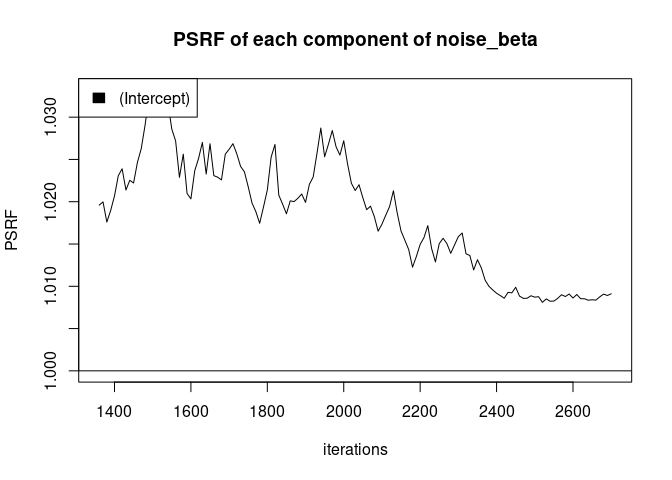 PSRF of each component of noise_beta
(Intercept)
PSRF
1.030
1.020
1.010
1.000
1400 1600 1800 2000 2200 2400 2600
iterations